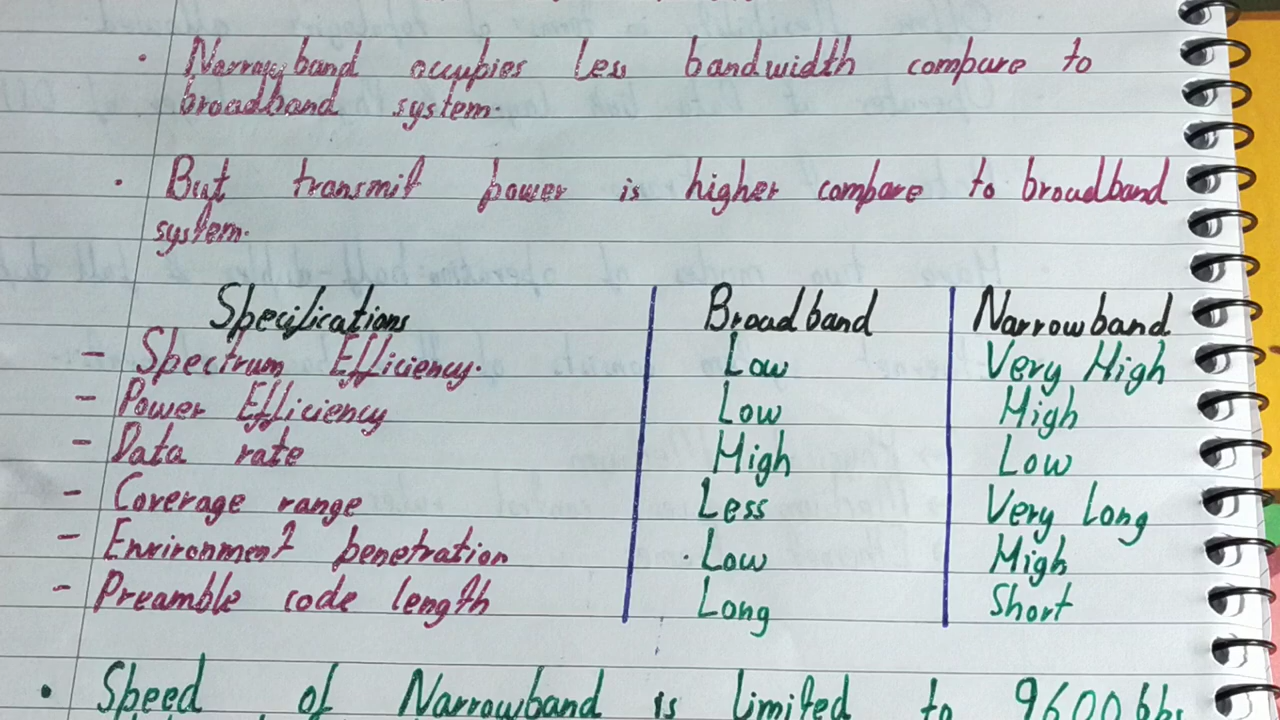 · Narrowband occupies less bandwidth compare to
broadband system.
· But transmit power is higher compare to broadband
system.
Specifications Broadband Narrowband
- Spectrum Efficiency. Low Very High
- Power Efficiency Low High
- Data rate High Low
- Coverage range Less Very Long
- Environment penetration Low High
- Preamble code length Long Short
• Speed of Narrowband is limited to 9600bps